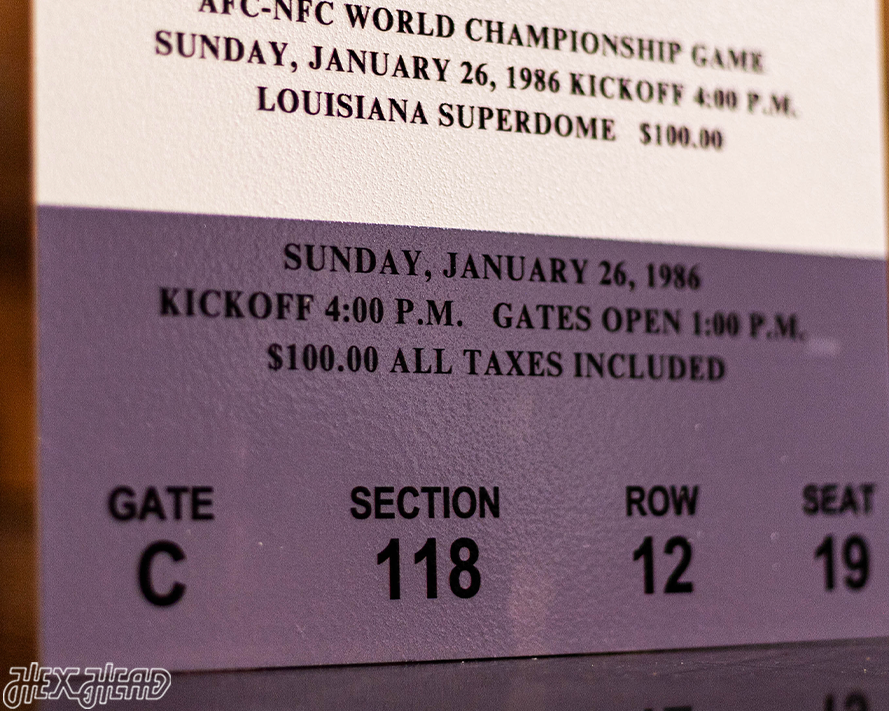 AFC-NFC WORLD CHAMPIONSHIP GAME
SUNDAY, JANUARY 26, 1986 KICKOFF 4:00 P.M.
LOUISIANA SUPERDOME $100.00
SUNDAY, JANUARY 26, 1986
KICKOFF 4:00 P.M. GATES OPEN 1:00 P.M.
$100.00 ALL TAXES INCLUDED
GATE SECTION ROW SEAT
C 118 12 19
HEX HEAD